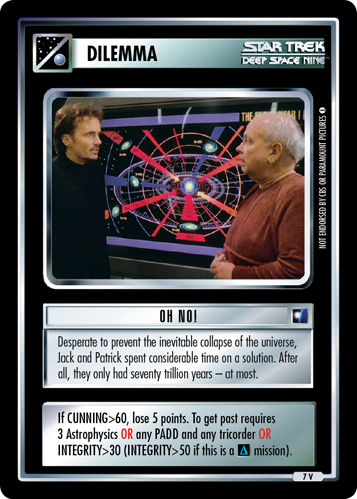 DILEMMA
STAR TREK
DEEP SPACE NINE
NOT ENDORSED BY CBS OR PARAMOUNT PICTURES
OH NO!
Desperate to prevent the inevitable collapse of the universe,
Jack and Patrick spent considerable time on a solution. After
all, they only had seventy trillion years – at most.
If CUNNING>60, lose 5 points. To get past requires
3 Astrophysics OR any PADD and any tricorder OR
INTEGRITY>30 (INTEGRITY>50 if this is a mission).
7 V